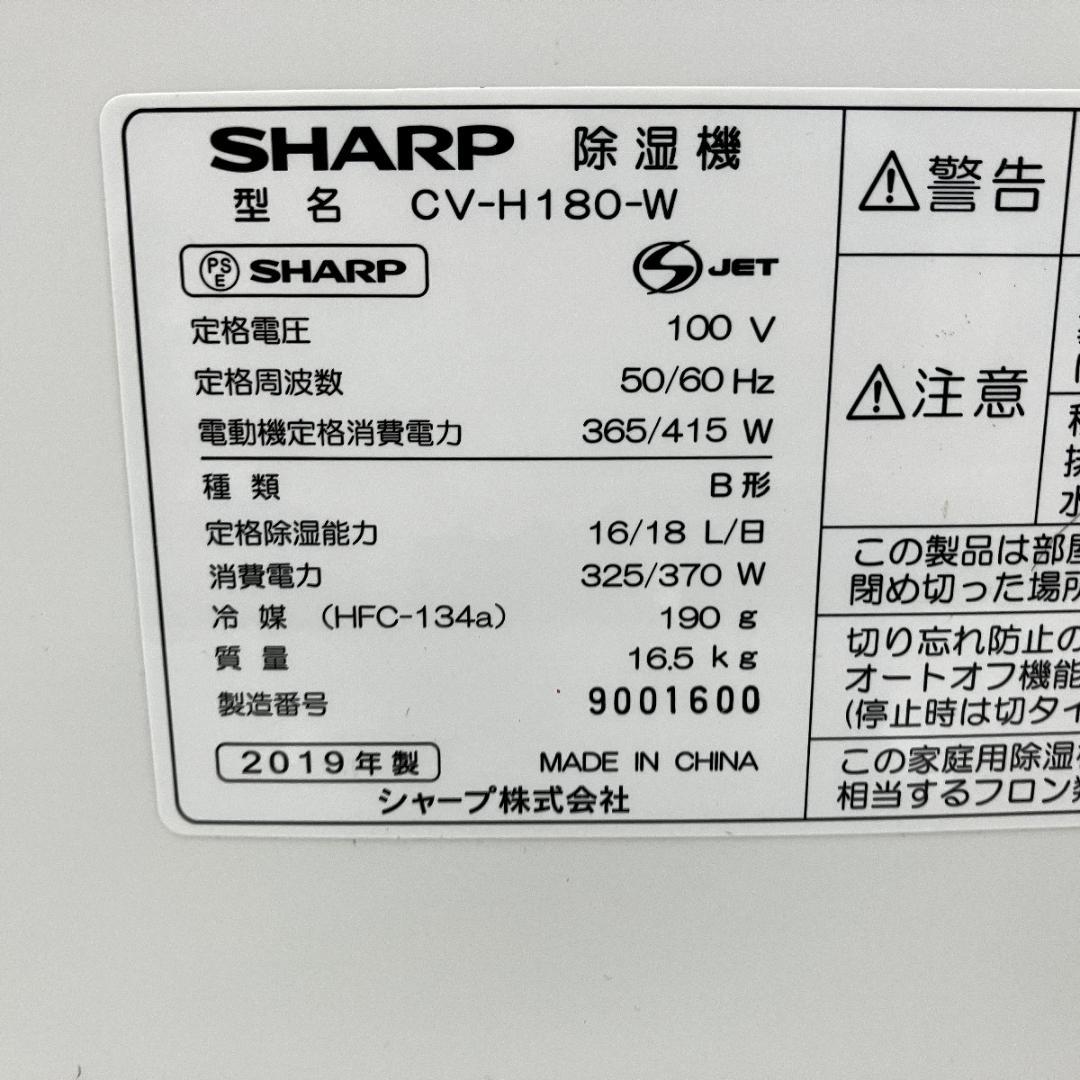 SHARP 除湿機
型名 CV-H180-W
PSE SHARP
S JET
定格電圧 100 V
定格周波数 50/60 Hz
電動機定格消費電力 365/415 W
種類 B形
定格除湿能力 16/18 L/日
消費電力 325/370 W
冷媒 (HFC-134a) 190 g
質量 16.5 kg
製造番号 9001600
2019年製 MADE IN CHINA
シャープ株式会社
⚠警告
⚠注意
水
この製品は部屋
閉め切った場所
切り忘れ防止の
オートオフ機能
(停止時は切タイ
この家庭用除湿機
相当するフロン類